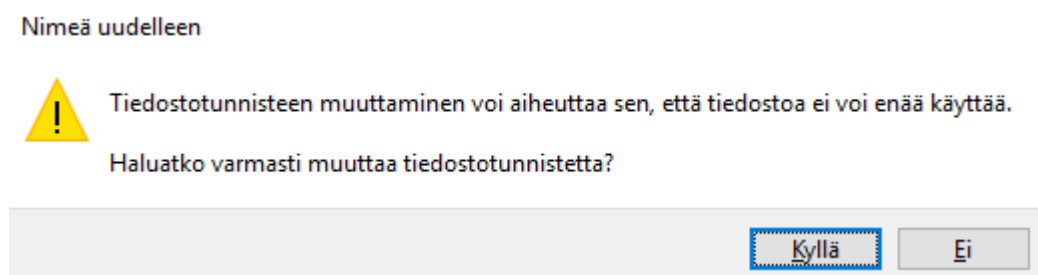 Nimeä uudelleen
Tiedostotunnisteen muuttaminen voi aiheuttaa sen, että tiedostoa ei voi enää käyttää.
Haluatko varmasti muuttaa tiedostotunnistetta?
Kyllä Ei